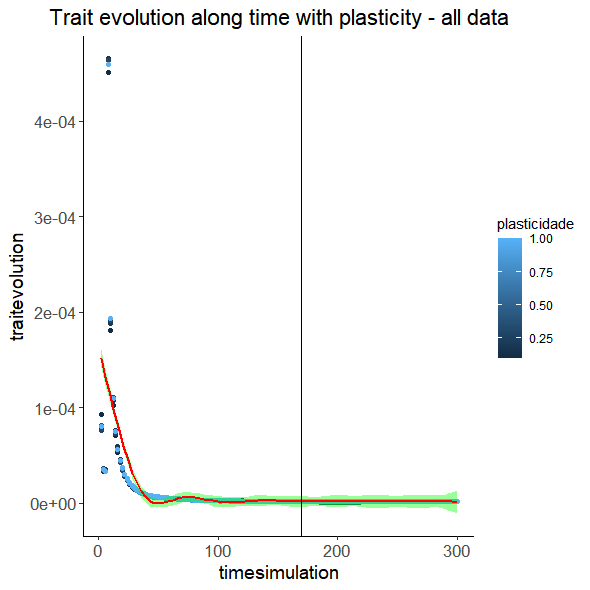 Trait evolution along time with plasticity - all data
traitevolution
4e-04
3e-04
2e-04
1e-04
0e+00
0
100
200
300
timesimulation
plasticidade
1.00
0.75
0.50
0.25